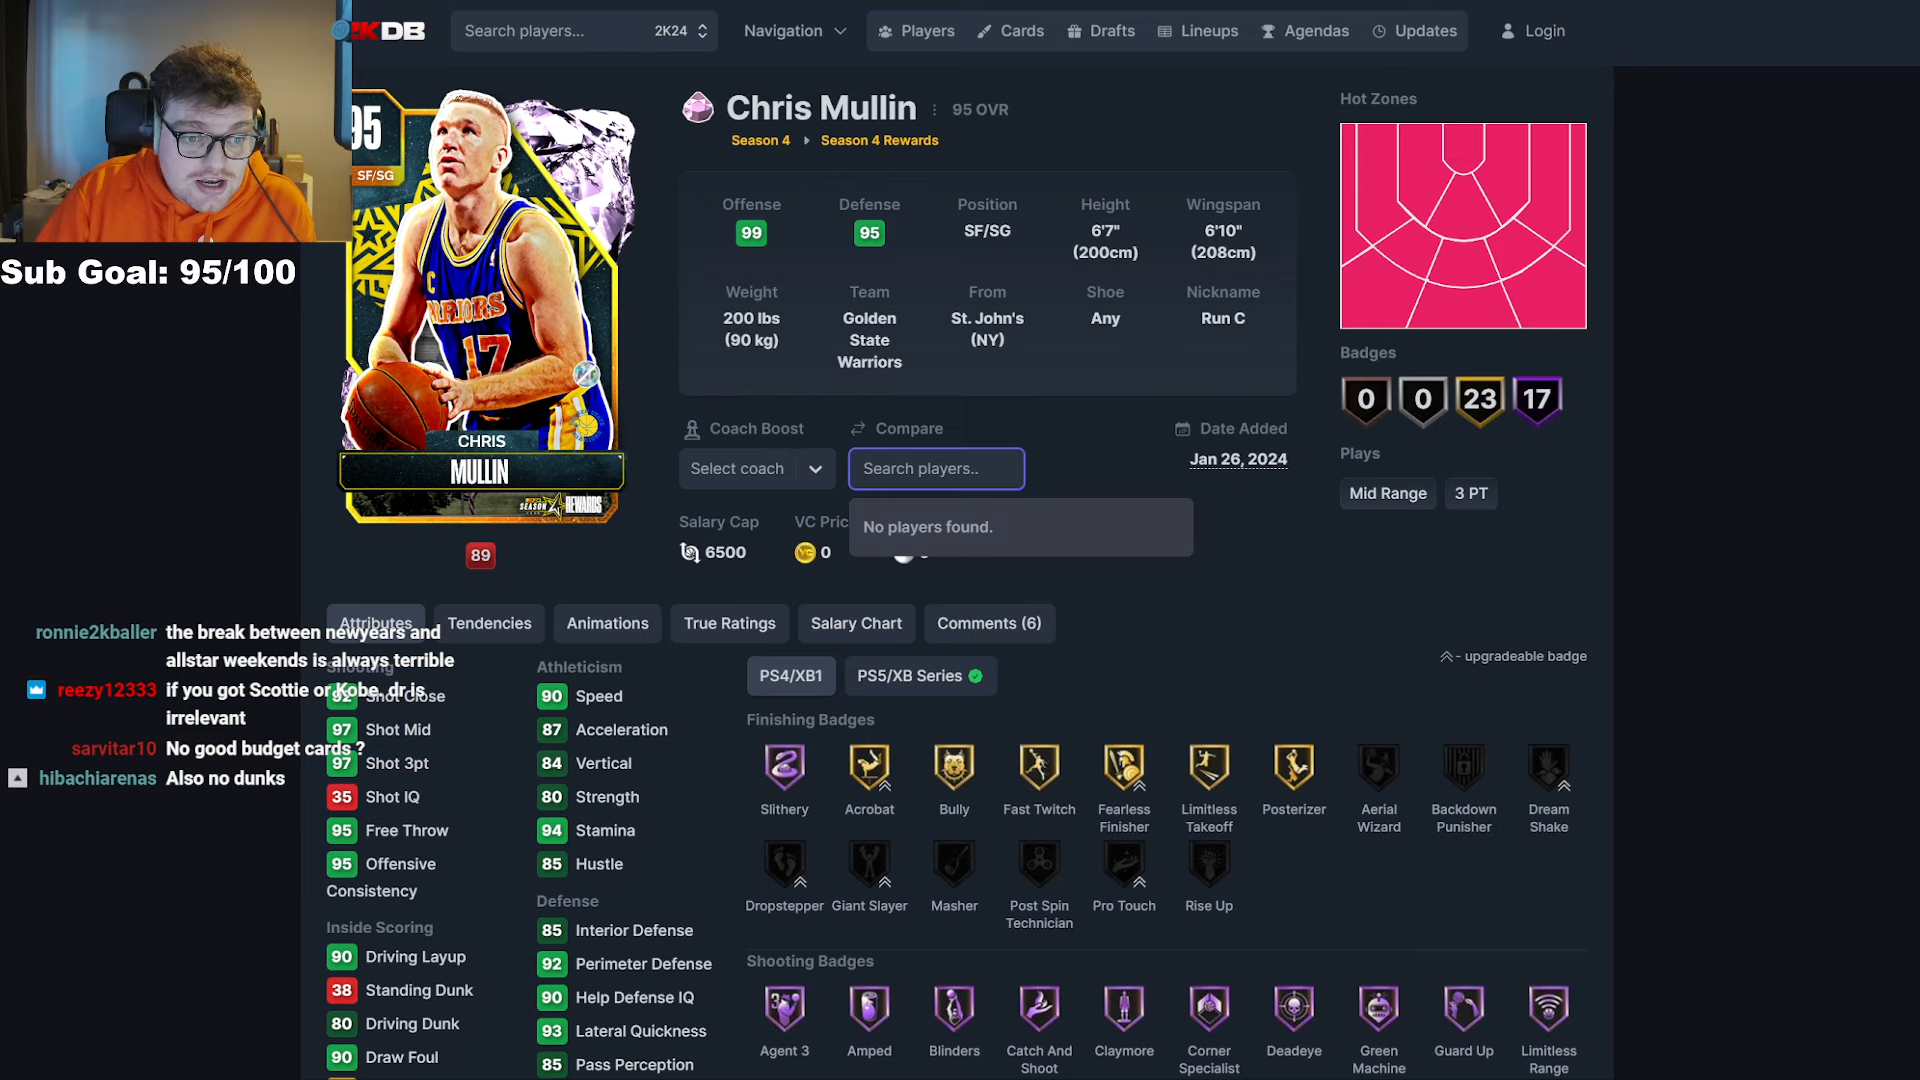 2KDB
Search players...
2K24
Navigation
Players
Cards
Drafts
Lineups
Agendas
Updates
Login
95
SF/SG
WARRIORS
17
CHRIS
MULLIN
SEASON 4 REWARDS
89
Sub Goal: 95/100
Chris Mullin
95 OVR
Season 4
Season 4 Rewards
Offense
99
Defense
95
Position
SF/SG
Height
6'7"
(200cm)
Wingspan
6'10"
(208cm)
Weight
200 lbs
(90 kg)
Team
Golden
State
Warriors
From
St. John's
(NY)
Shoe
Any
Nickname
Run C
Coach Boost
Select coach
Compare
Search players..
No players found.
Date Added
Jan 26, 2024
Salary Cap
6500
VC Pric
0
Hot Zones
Badges
0
0
23
17
Plays
Mid Range
3 PT
Attributes
Tendencies
Animations
True Ratings
Salary Chart
Comments (6)
ronnie2kballer the break between newyears and
allstar weekends is always terrible
reezy12333 if you got Scottie or Kobe, dr is
irrelevant
sarvitar10 No good budget cards ?
hibachiarenas Also no dunks
Shooting
92 Shot Close
97 Shot Mid
97 Shot 3pt
35 Shot IQ
95 Free Throw
95 Offensive
Consistency
Inside Scoring
90 Driving Layup
38 Standing Dunk
80 Driving Dunk
90 Draw Foul
Athleticism
90 Speed
87 Acceleration
84 Vertical
80 Strength
94 Stamina
85 Hustle
Defense
85 Interior Defense
92 Perimeter Defense
90 Help Defense IQ
93 Lateral Quickness
85 Pass Perception
PS4/XB1
PS5/XB Series
- upgradeable badge
Finishing Badges
Slithery
Acrobat
Bully
Fast Twitch
Fearless
Finisher
Limitless
Takeoff
Posterizer
Aerial
Wizard
Backdown
Punisher
Dream
Shake
Dropstepper
Giant Slayer
Masher
Post Spin
Technician
Pro Touch
Rise Up
Shooting Badges
Agent 3
Amped
Blinders
Catch And
Shoot
Claymore
Corner
Specialist
Deadeye
Green
Machine
Guard Up
Limitless
Range